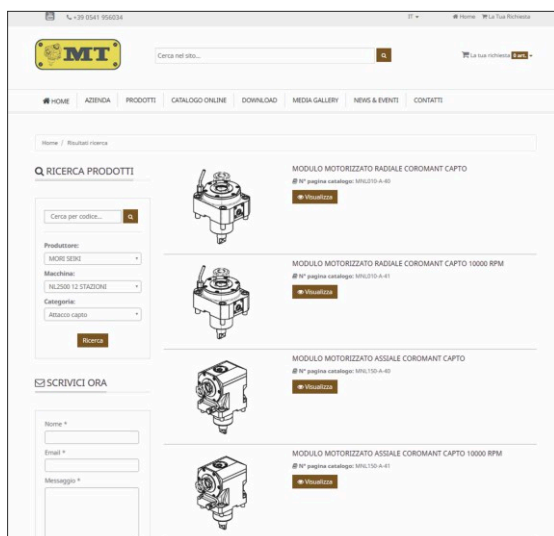 +39 0541 956034
IT
Home
La Tua Richiesta
MT
Cerca nel sito...
La tua richiesta 0 art.
HOME
AZIENDA
PRODOTTI
CATALOGO ONLINE
DOWNLOAD
MEDIA GALLERY
NEWS & EVENTI
CONTATTI
Home / Risultati ricerca
RICERCA PRODOTTI
Cerca per codice...
Produttore:
MORI SEIKI
Macchina:
NL2500 12 STAZIONI
Categoria:
Attacco capto
Ricerca
SCRIVICI ORA
Nome *
Email *
Messaggio *
MODULO MOTORIZZATO RADIALE COROMANT CAPTO
N° pagina catalogo: MNL010-A-40
Visualizza
MODULO MOTORIZZATO RADIALE COROMANT CAPTO 10000 RPM
N° pagina catalogo: MNL010-A-41
Visualizza
MODULO MOTORIZZATO ASSIALE COROMANT CAPTO
N° pagina catalogo: MNL150-A-40
Visualizza
MODULO MOTORIZZATO ASSIALE COROMANT CAPTO 10000 RPM
N° pagina catalogo: MNL150-A-41
Visualizza